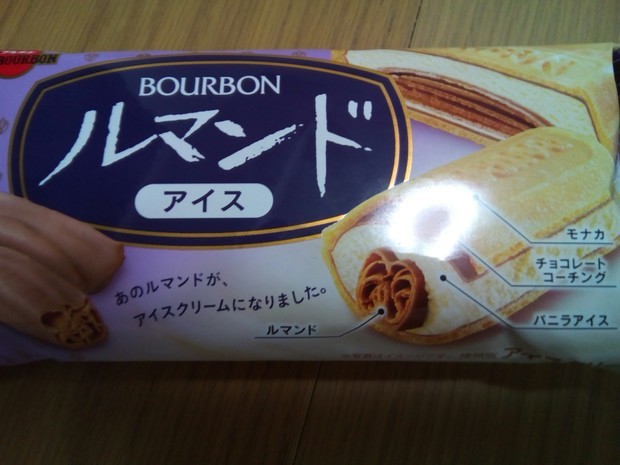 BOURBON
BOURBON
ルマンド
アイス
あのルマンドが、
アイスクリームになりました。
モナカ
チョコレート
コーチング
バニラアイス
ルマンド